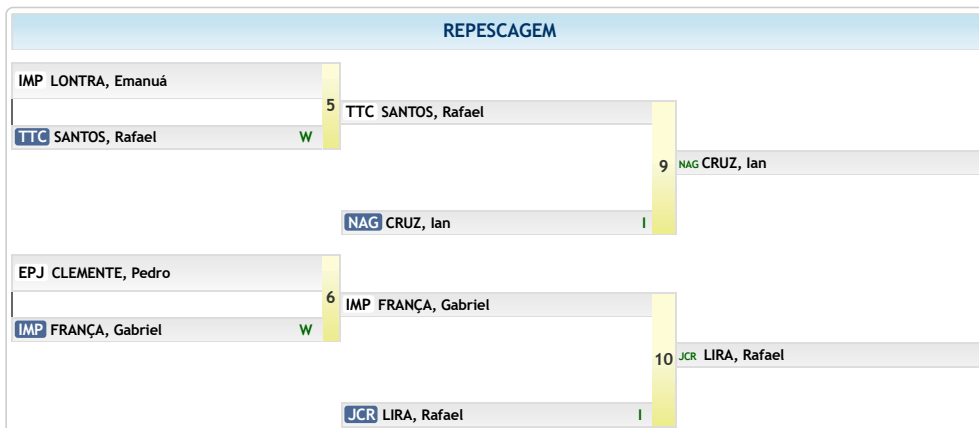 REPESCAGEM
IMP LONTRA, Emanuá
5
TTC SANTOS, Rafael W
TTC SANTOS, Rafael
9
NAG CRUZ, Ian
NAG CRUZ, Ian I
EPJ CLEMENTE, Pedro
6
IMP FRANÇA, Gabriel W
IMP FRANÇA, Gabriel
10
JCR LIRA, Rafael
JCR LIRA, Rafael I